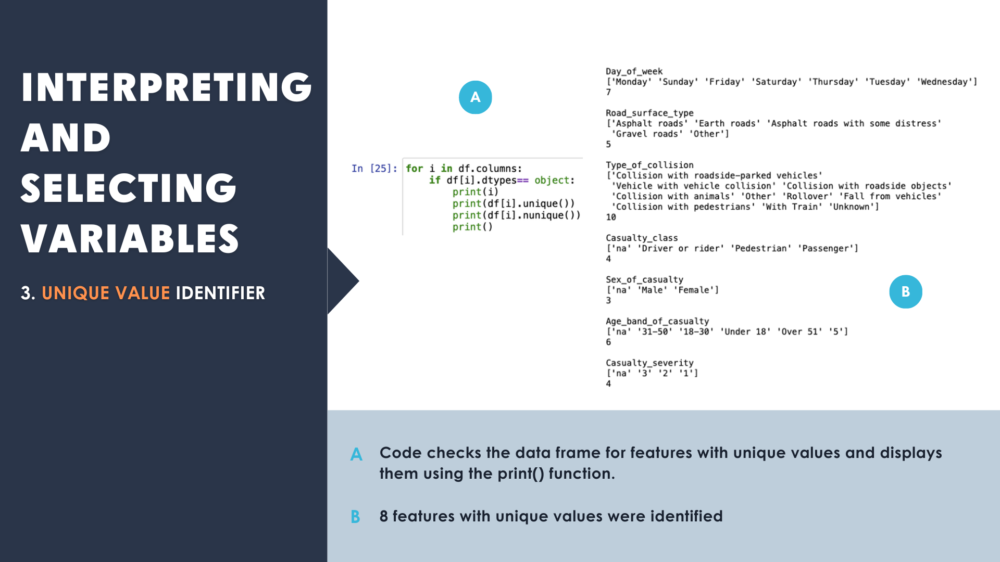 INTERPRETING
AND
SELECTING
VARIABLES
3. UNIQUE VALUE IDENTIFIER
A
In [25]: for i in df.columns:
    if df[i].dtypes== object:
        print(i)
        print(df[i].unique())
        print(df[i].nunique())
        print()
Day_of_week
['Monday' 'Sunday' 'Friday' 'Saturday' 'Thursday' 'Tuesday' 'Wednesday']
7
Road_surface_type
['Asphalt roads' 'Earth roads' 'Asphalt roads with some distress'
 'Gravel roads' 'Other']
5
Type_of_collision
['Collision with roadside-parked vehicles'
 'Vehicle with vehicle collision' 'Collision with roadside objects'
 'Collision with animals' 'Other' 'Rollover' 'Fall from vehicles'
 'Collision with pedestrians' 'With Train' 'Unknown']
10
Casualty_class
['na' 'Driver or rider' 'Pedestrian' 'Passenger']
4
Sex_of_casualty
['na' 'Male' 'Female']
3
Age_band_of_casualty
['na' '31-50' '18-30' 'Under 18' 'Over 51' '5']
6
Casualty_severity
['na' '3' '2' '1']
4
B
A Code checks the data frame for features with unique values and displays
them using the print() function.
B 8 features with unique values were identified